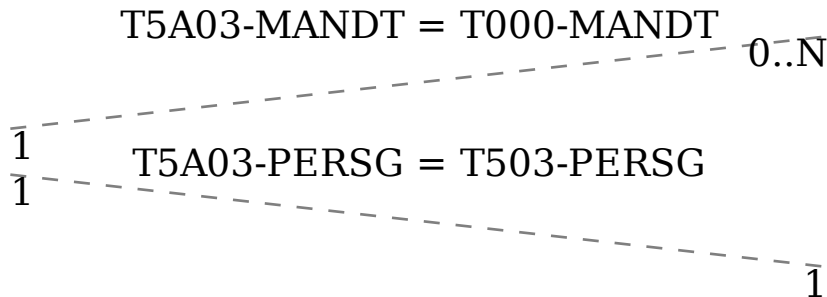 T5A03-MANDT = T000-MANDT
0..N
1
T5A03-PERSG = T503-PERSG
1
1